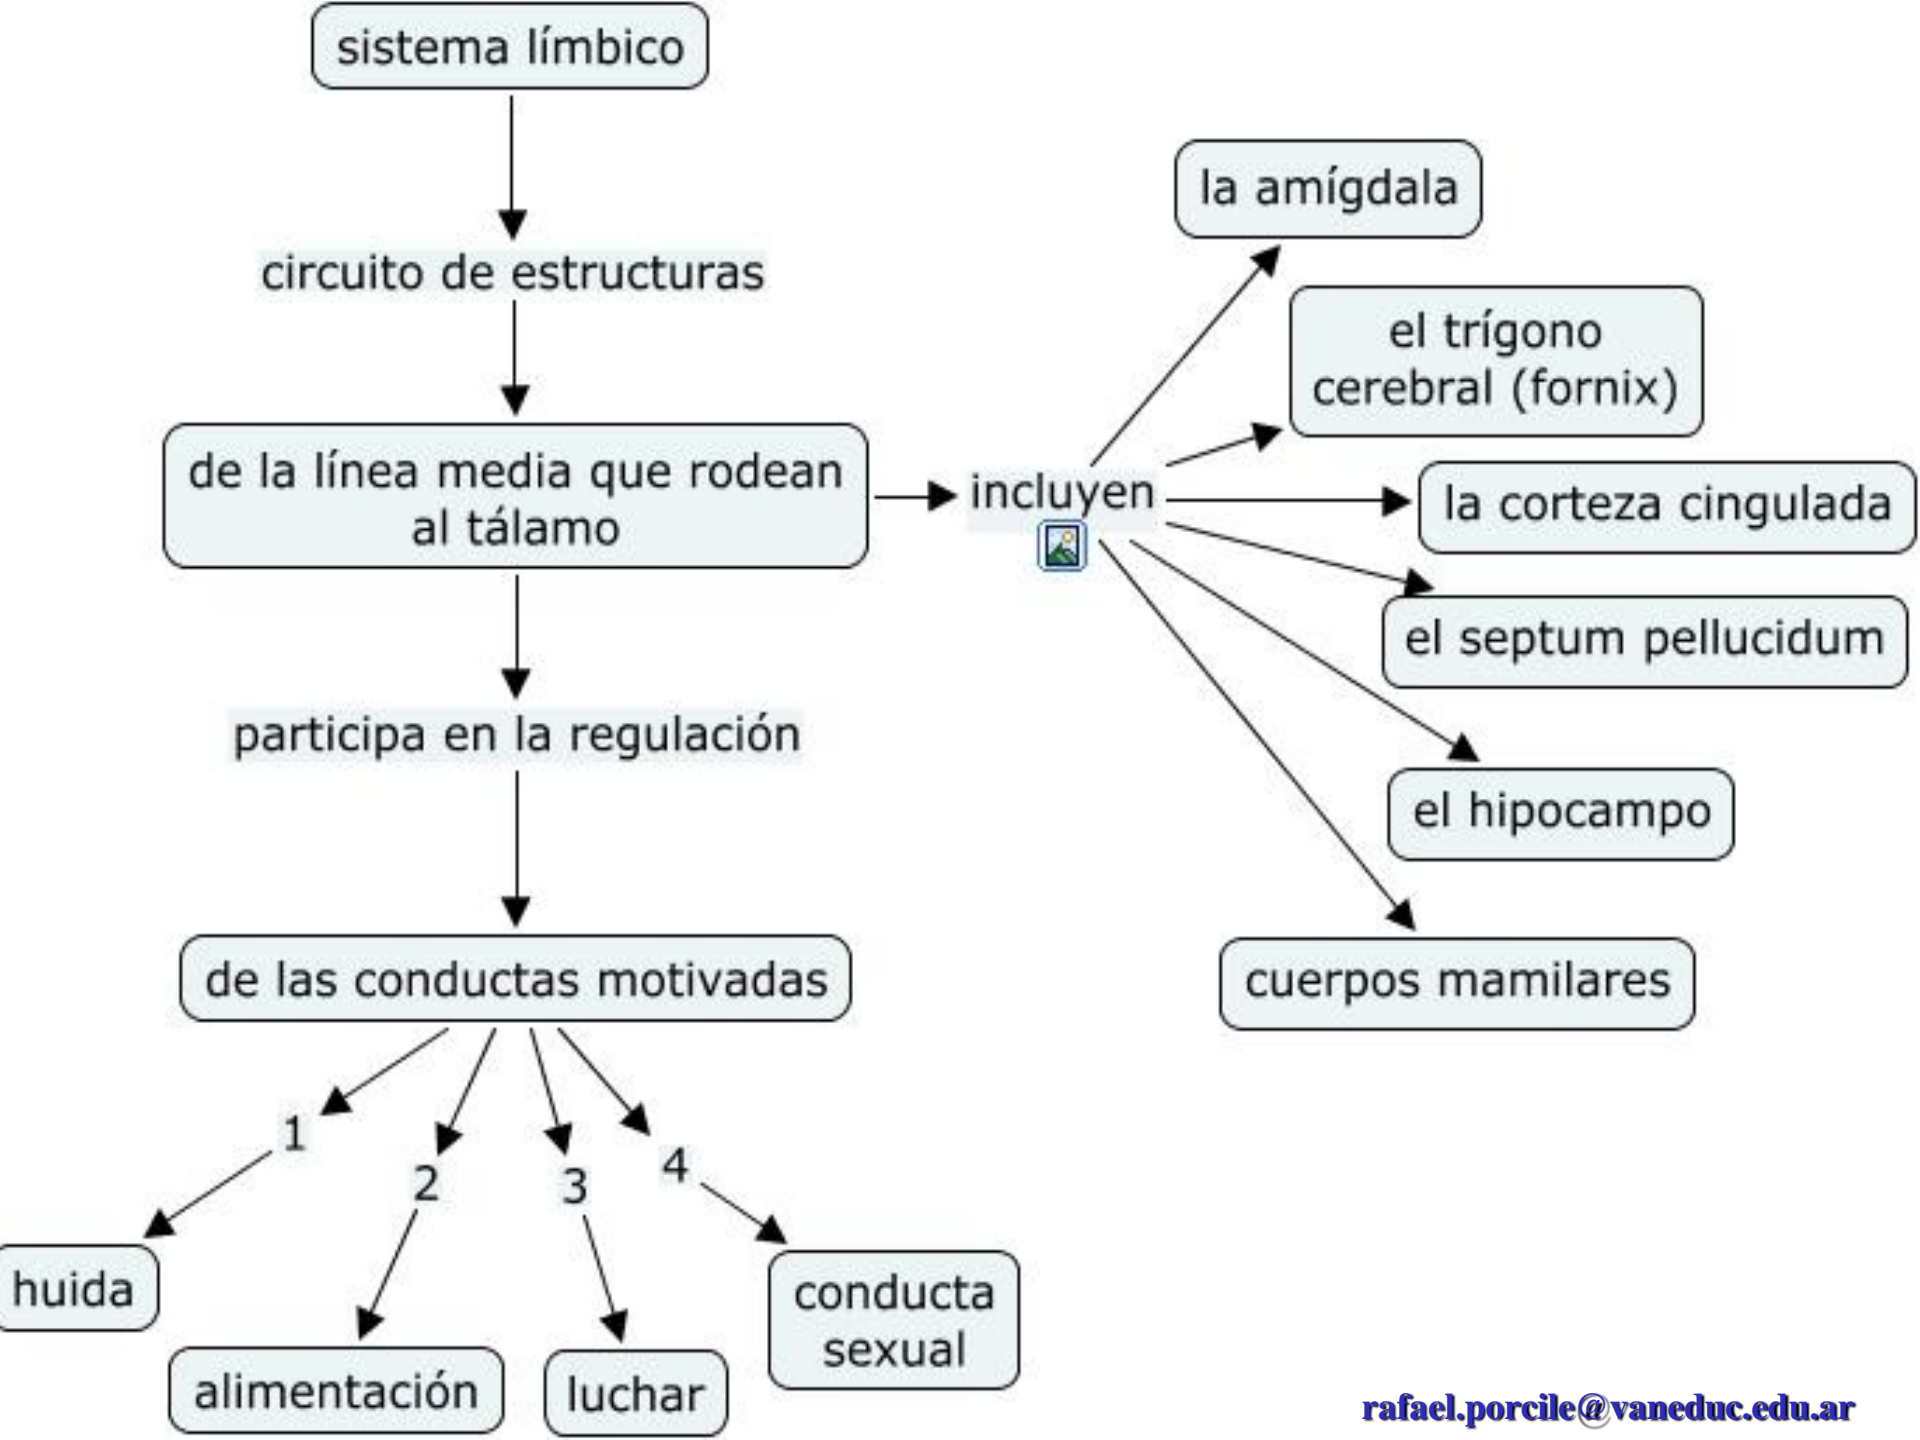 sistema límbico
circuito de estructuras
de la línea media que rodean
al tálamo
incluyen
la amígdala
el trígono
cerebral (fornix)
la corteza cingulada
el septum pellucidum
el hipocampo
cuerpos mamilares
participa en la regulación
de las conductas motivadas
1
2
3
4
huida
alimentación
luchar
conducta
sexual
rafael.porcile@vaneduc.edu.ar